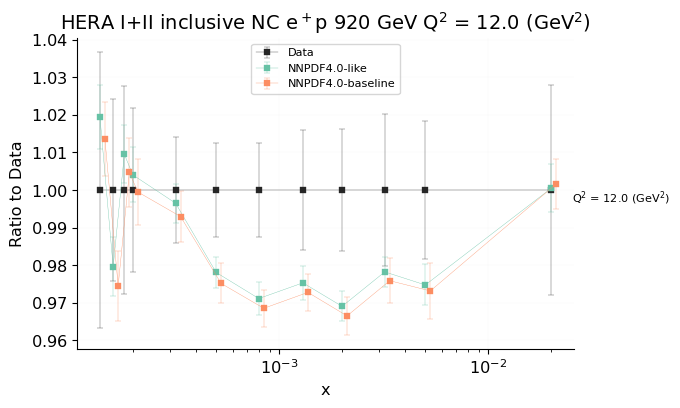 HERA I+II inclusive NC e⁺p 920 GeV Q² = 12.0 (GeV²)
Ratio to Data
1.04
1.03
1.02
1.01
1.00
0.99
0.98
0.97
0.96
Data
NNPDF4.0-like
NNPDF4.0-baseline
Q² = 12.0 (GeV²)
10⁻³
10⁻²
x